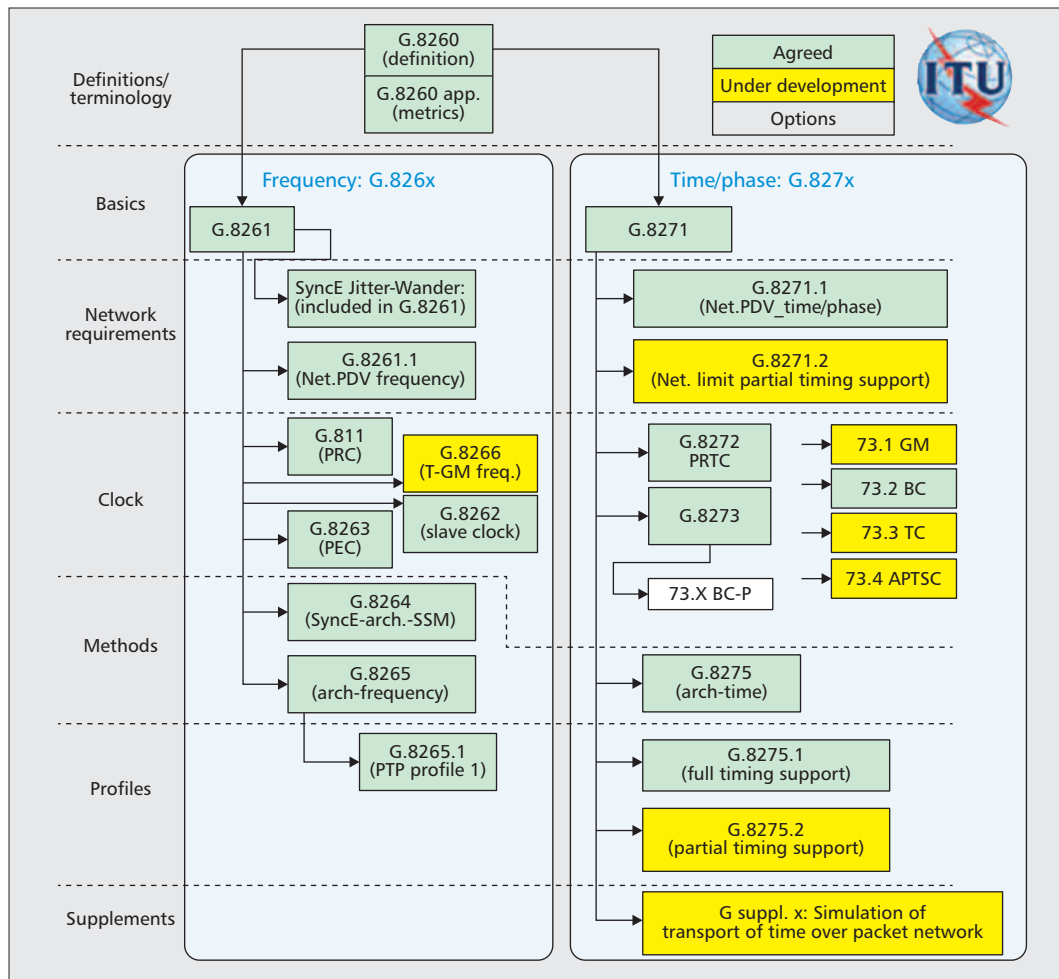 G.8260
(definition)
G.8260 app.
(metrics)
Agreed
Under development
Options
ITU
Definitions/
terminology
Frequency: G.826x
Time/phase: G.827x
Basics
G.8261
G.8271
Network
requirements
SyncE Jitter-Wander:
(included in G.8261)
G.8271.1
(Net.PDV_time/phase)
G.8261.1
(Net.PDV frequency)
G.8271.2
(Net. limit partial timing support)
Clock
G.811
(PRC)
G.8266
(T-GM freq.)
G.8262
(slave clock)
G.8263
(PEC)
G.8272
PRTC
G.8273
73.X BC-P
73.1 GM
73.2 BC
73.3 TC
73.4 APTSC
Methods
G.8264
(SyncE-arch.-SSM)
G.8265
(arch-frequency)
G.8275
(arch-time)
Profiles
G.8265.1
(PTP profile 1)
G.8275.1
(full timing support)
G.8275.2
(partial timing support)
Supplements
G suppl. x: Simulation of
transport of time over packet network